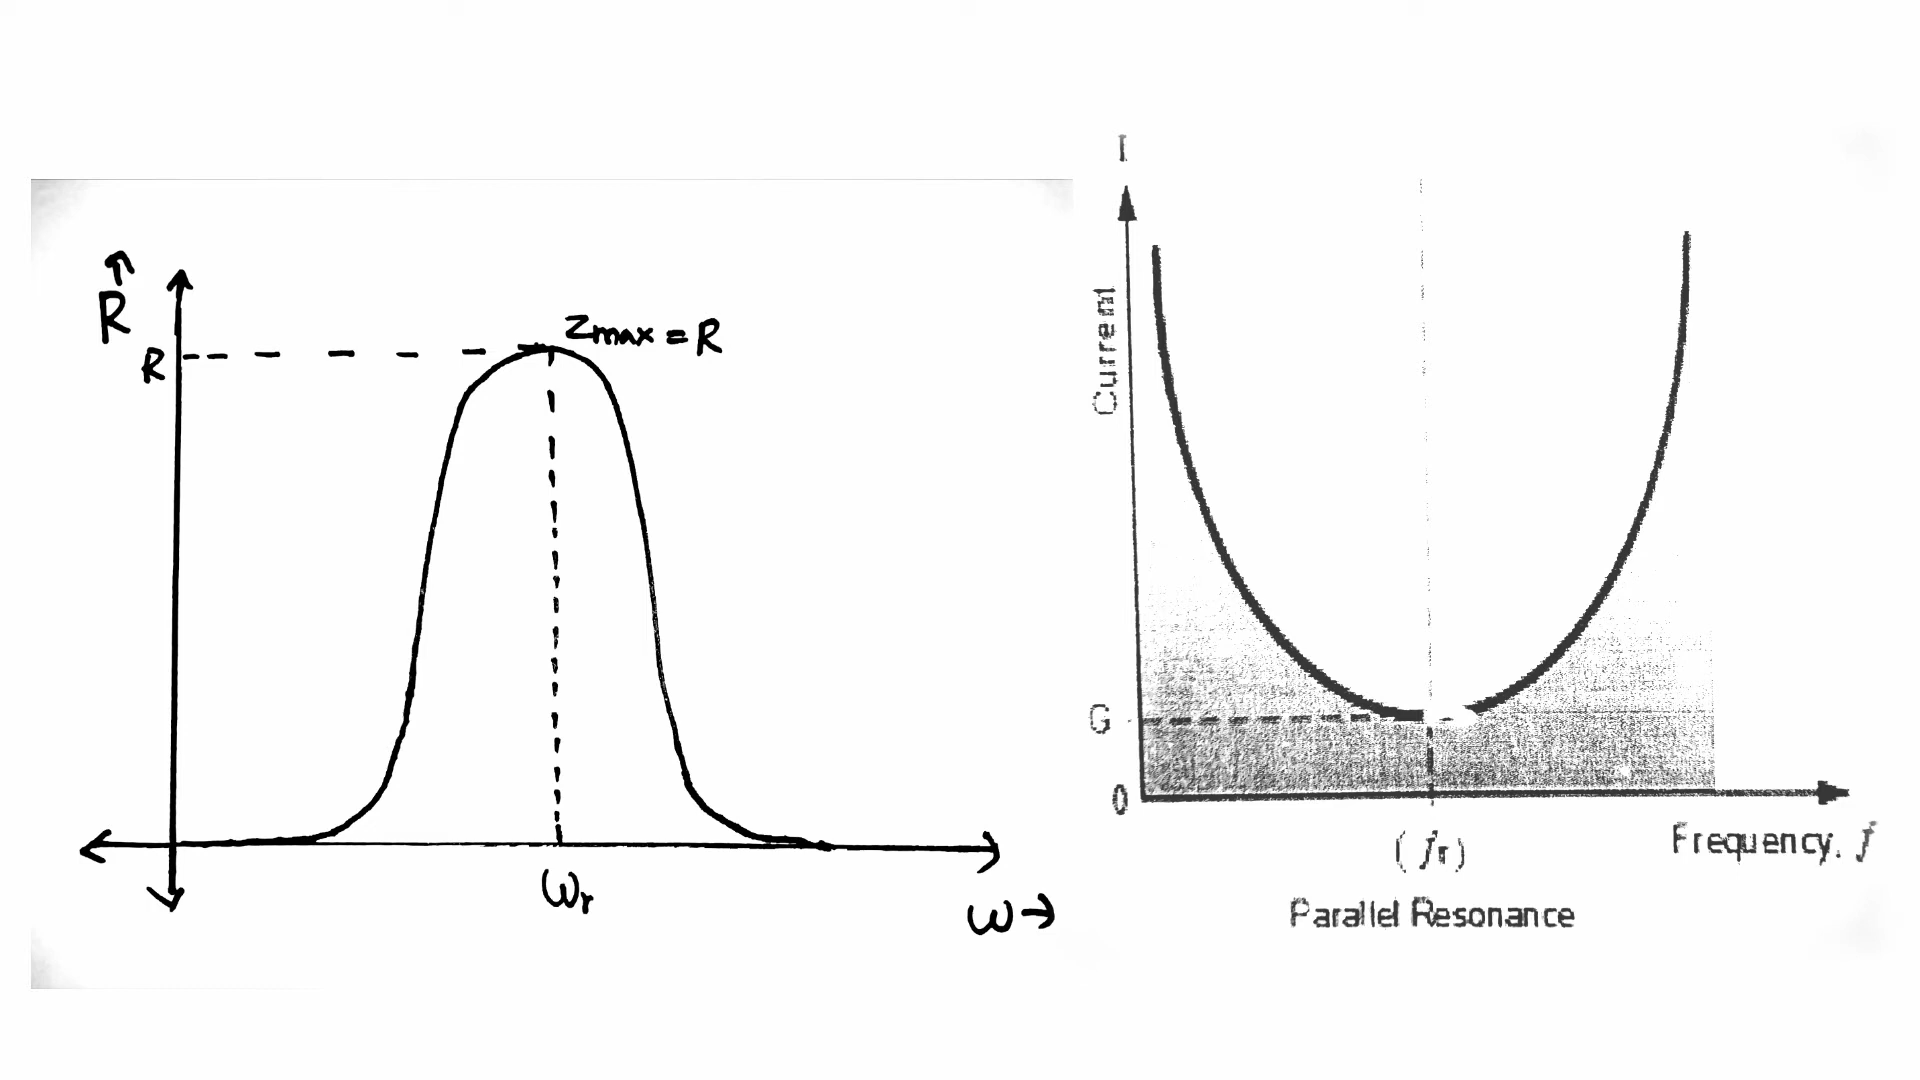 R
R
Zmax = R
ωr
ω→
I
Current
G
0
(fr)
Frequency, f
Parallel Resonance